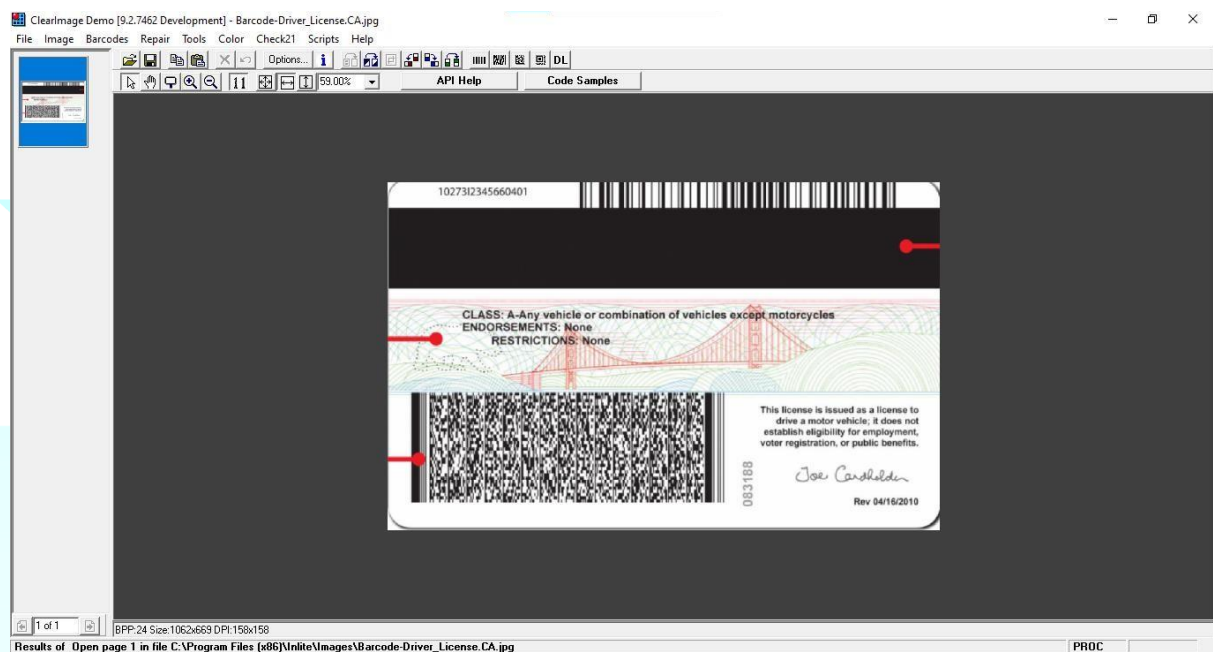 ClearImage Demo [9.2.7462 Development] - Barcode-Driver_License.CA.jpg
File Image Barcodes Repair Tools Color Check21 Scripts Help
Options... DL
11 59.00% API Help Code Samples
10273I2345660401
CLASS: A-Any vehicle or combination of vehicles except motorcycles
ENDORSEMENTS: None
RESTRICTIONS: None
This license is issued as a license to
drive a motor vehicle; it does not
establish eligibility for employment,
voter registration, or public benefits.
083188
Joe Cardholder
Rev 04/16/2010
1 of 1
BPP:24 Size:1062x669 DPI:158x158
Results of Open page 1 in file C:\Program Files (x86)\Inlite\Images\Barcode-Driver_License.CA.jpg PROC